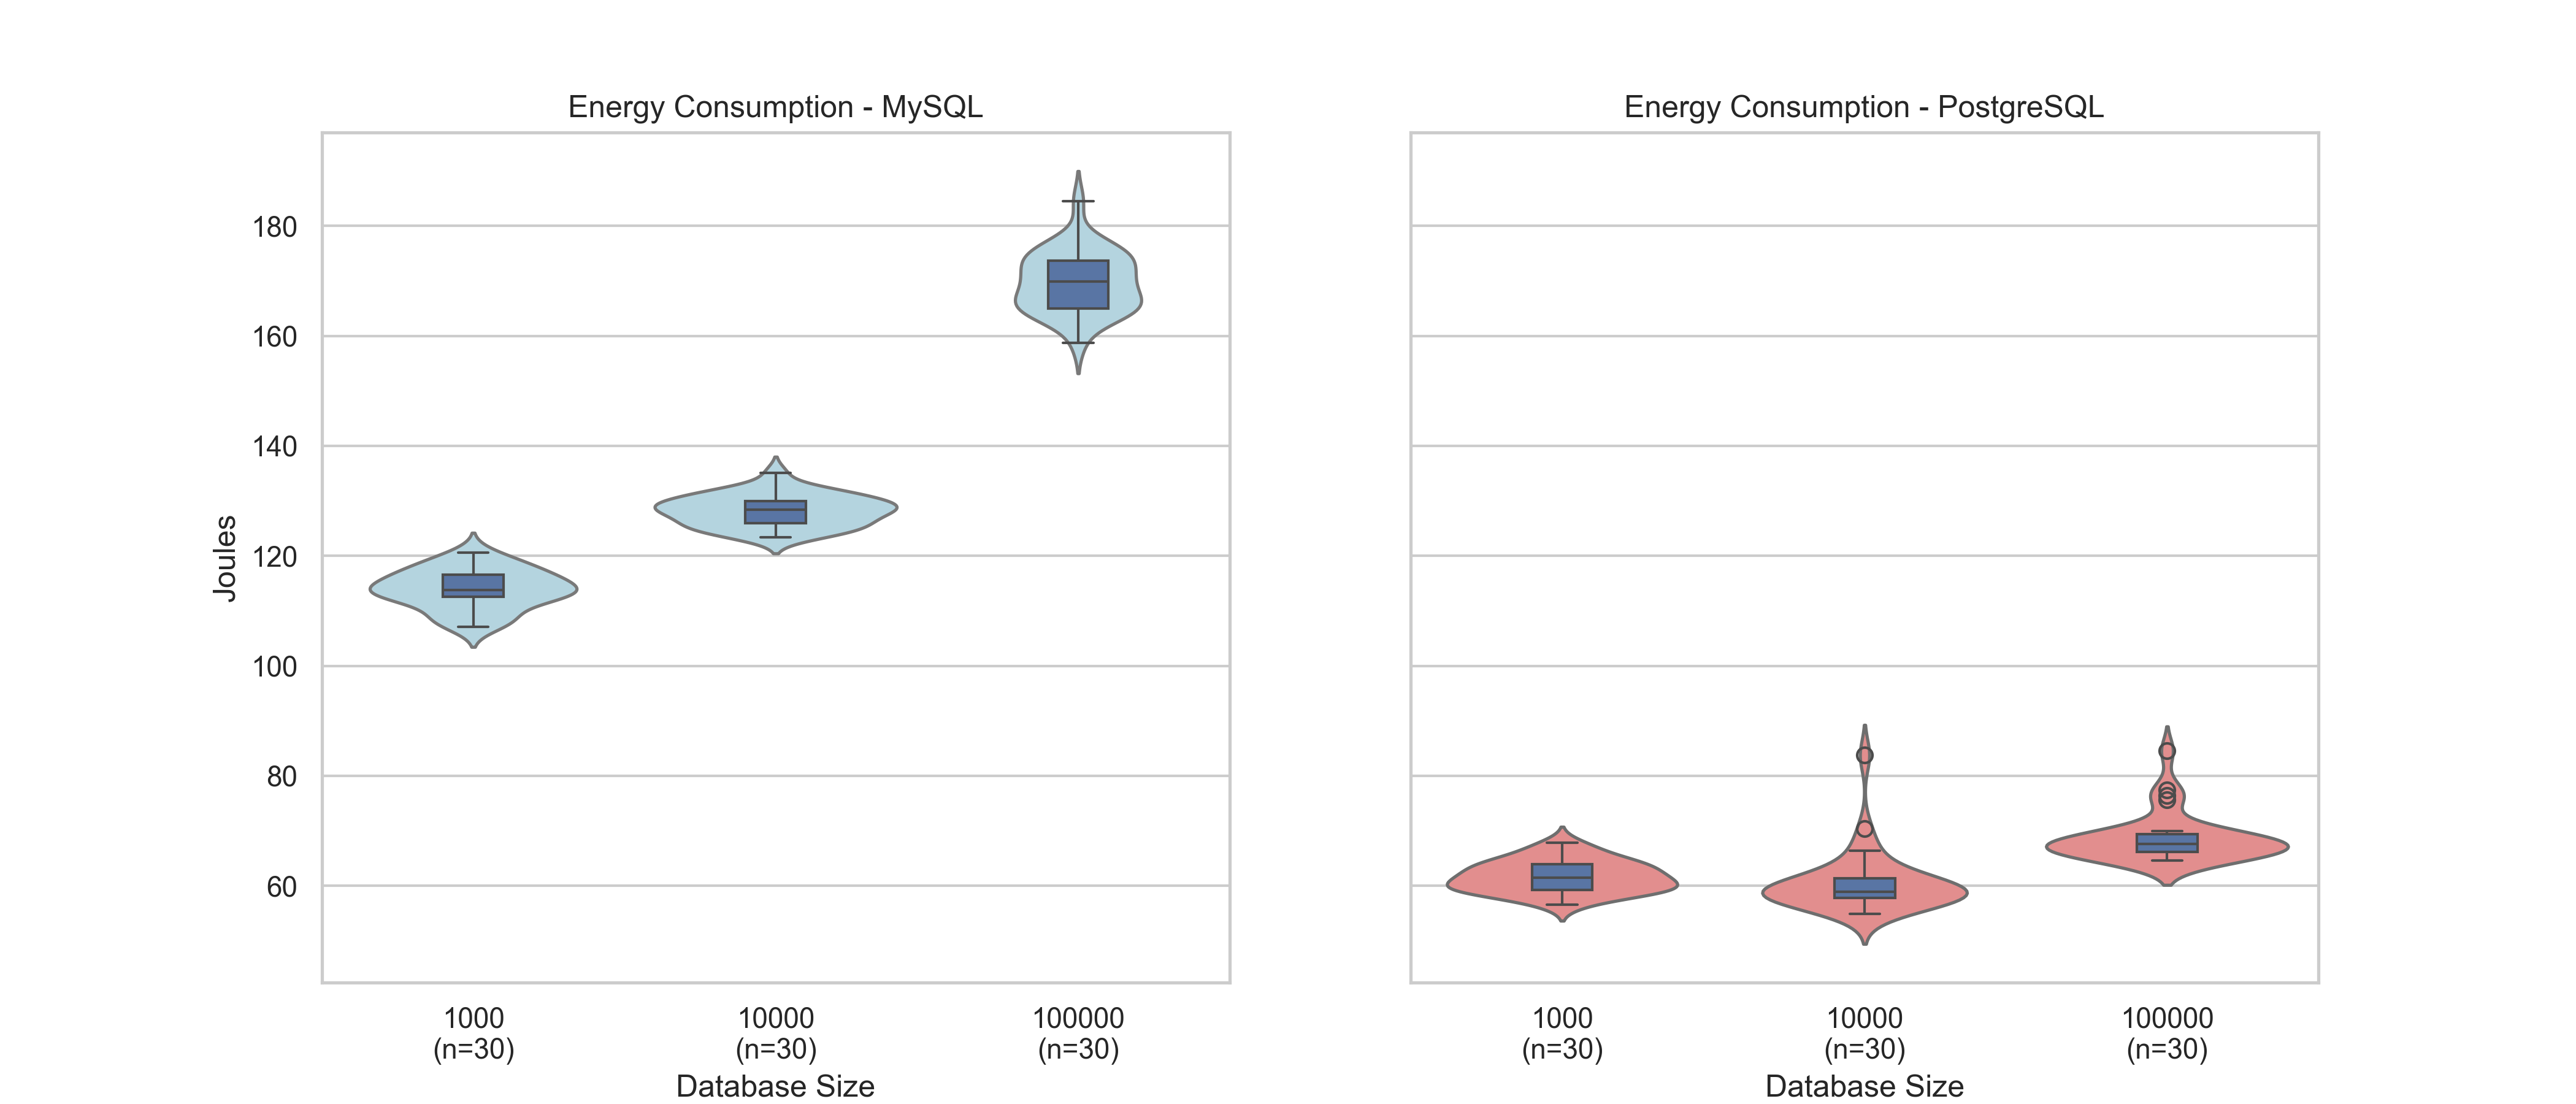 Energy Consumption - MySQL
Joules
180
160
140
120
100
80
60
1000
(n=30)
10000
(n=30)
100000
(n=30)
Database Size
Energy Consumption - PostgreSQL
1000
(n=30)
10000
(n=30)
100000
(n=30)
Database Size